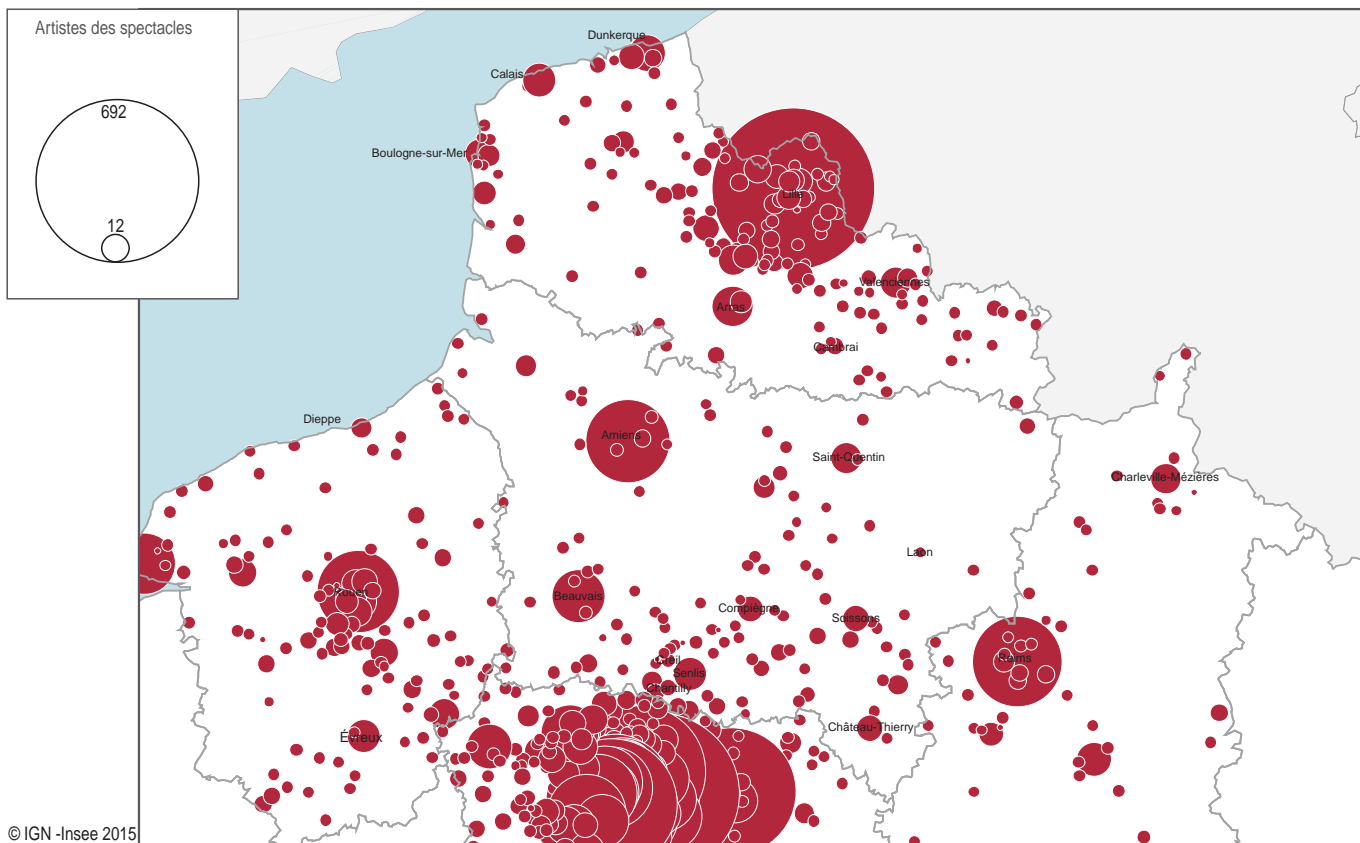 Artistes des spectacles
692
12
Dunkerque
Calais
Boulogne-sur-Mer
Lille
Valenciennes
Arras
Cambrai
Dieppe
Amiens
Saint-Quentin
Charleville-Mézières
Laon
Rouen
Beauvais
Compiègne
Soissons
Creil
Reims
Senlis
Chantilly
Château-Thierry
Évreux
© IGN -Insee 2015